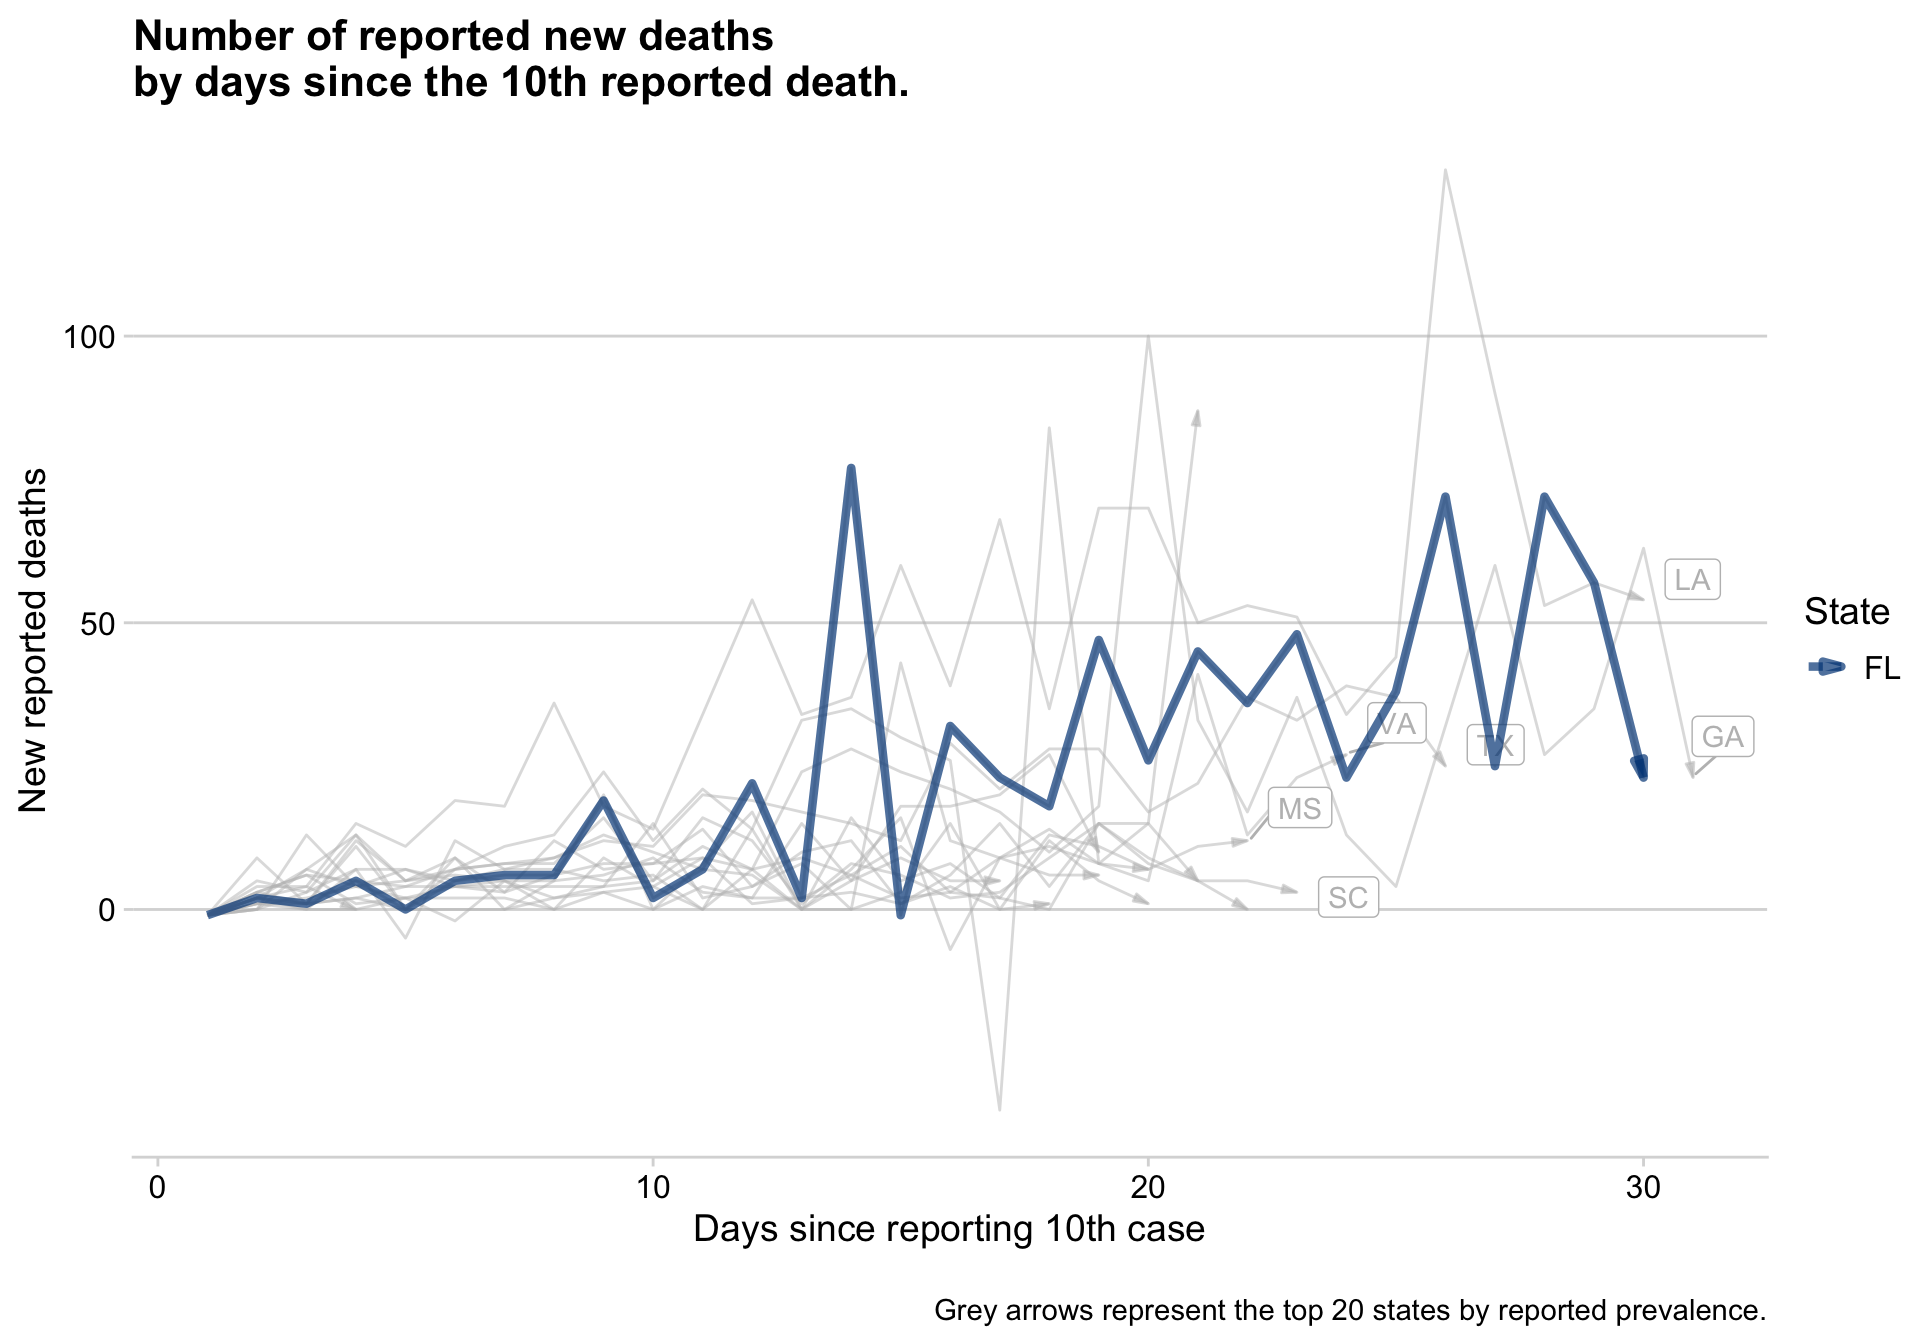 Number of reported new deaths
by days since the 10th reported death.
New reported deaths
100
50
0
LA
VA
TX
GA
MS
SC
State
FL
0 10 20 30
Days since reporting 10th case
Grey arrows represent the top 20 states by reported prevalence.